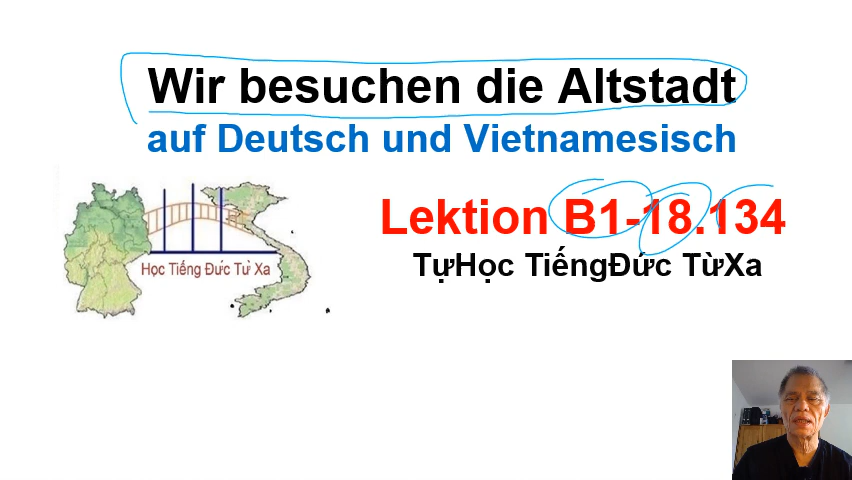 Wir besuchen die Altstadt
auf Deutsch und Vietnamesisch
Lektion B1-18.134
TựHọc TiếngĐức TừXa
Học Tiếng Đức Từ Xa